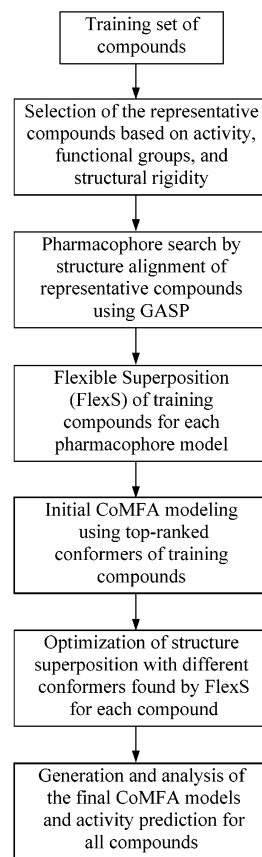 Training set of
compounds
Selection of the representative
compounds based on activity,
functional groups, and
structural rigidity
Pharmacophore search by
structure alignment of
representative compounds
using GASP
Flexible Superposition
(FlexS) of training
compounds for each
pharmacophore model
Initial CoMFA modeling
using top-ranked
conformers of training
compounds
Optimization of structure
superposition with different
conformers found by FlexS
for each compound
Generation and analysis of
the final CoMFA models
and activity prediction for
all compounds